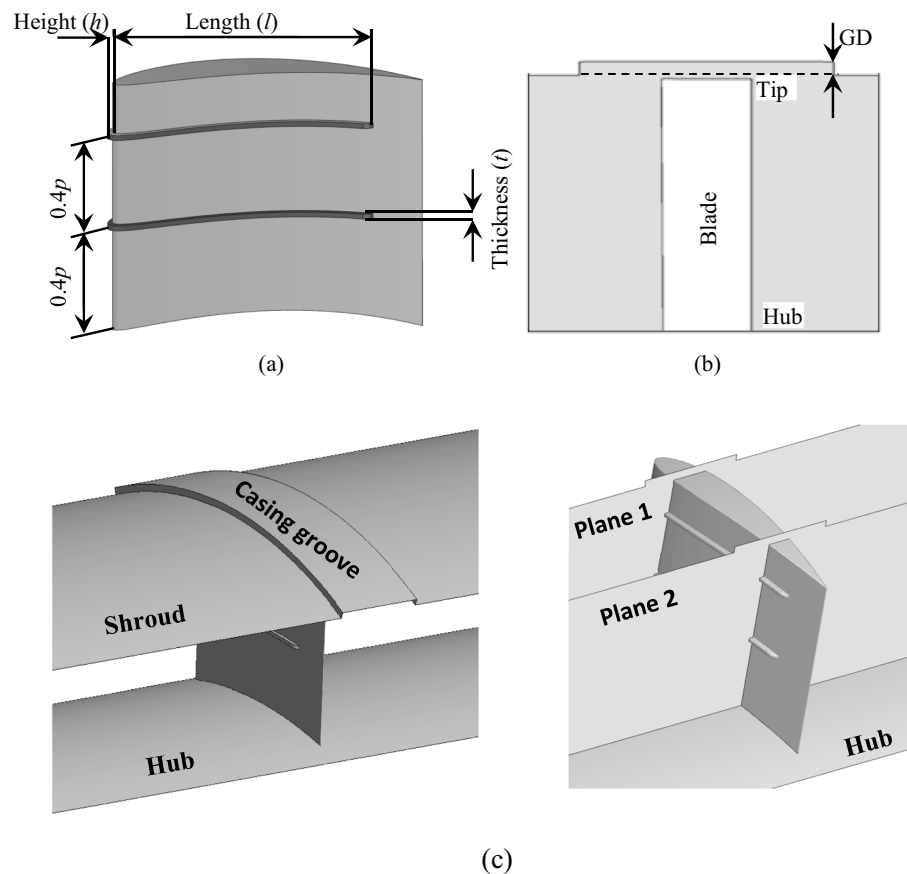 Height (h)
Length (l)
0.4p
0.4p
Thickness (t)
(a)
GD
Tip
Blade
Hub
(b)
Casing groove
Shroud
Hub
Plane 1
Plane 2
Hub
(c)